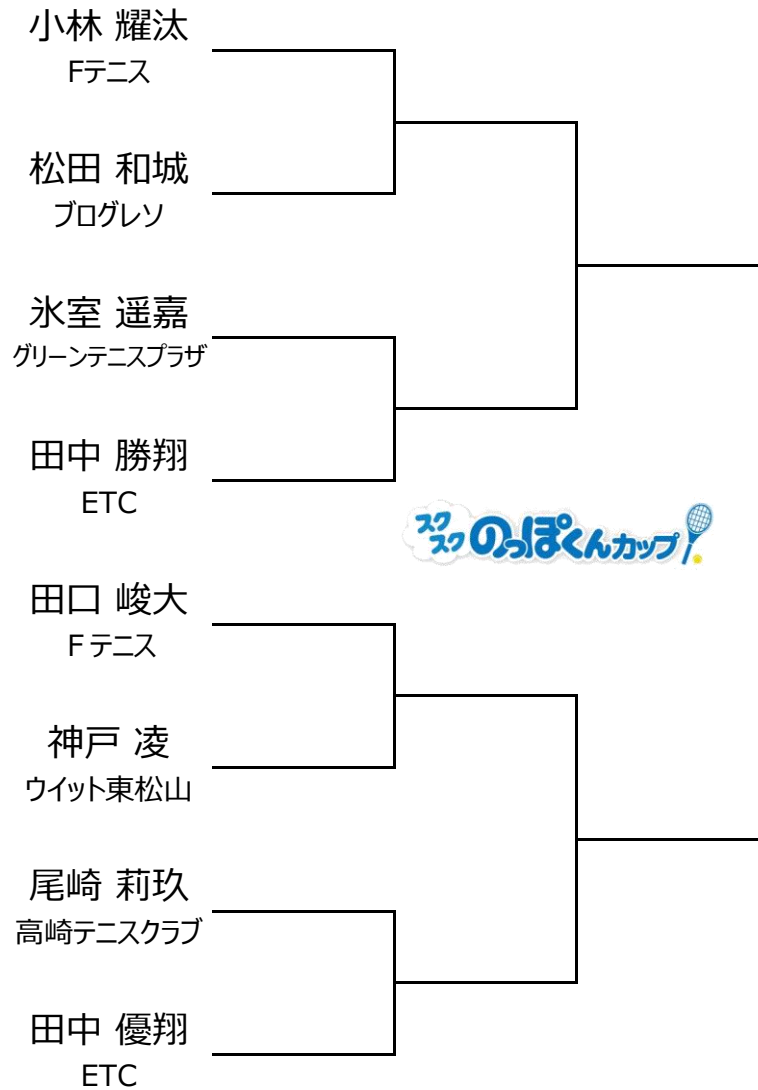 小林 耀汰
Fテニス
松田 和城
ブログレソ
氷室 遥嘉
グリーンテニスプラザ
田中 勝翔
ETC
スク
スク のっぽくんカップ
田口 峻大
Fテニス
神戸 凌
ウイット東松山
尾崎 莉玖
高崎テニスクラブ
田中 優翔
ETC